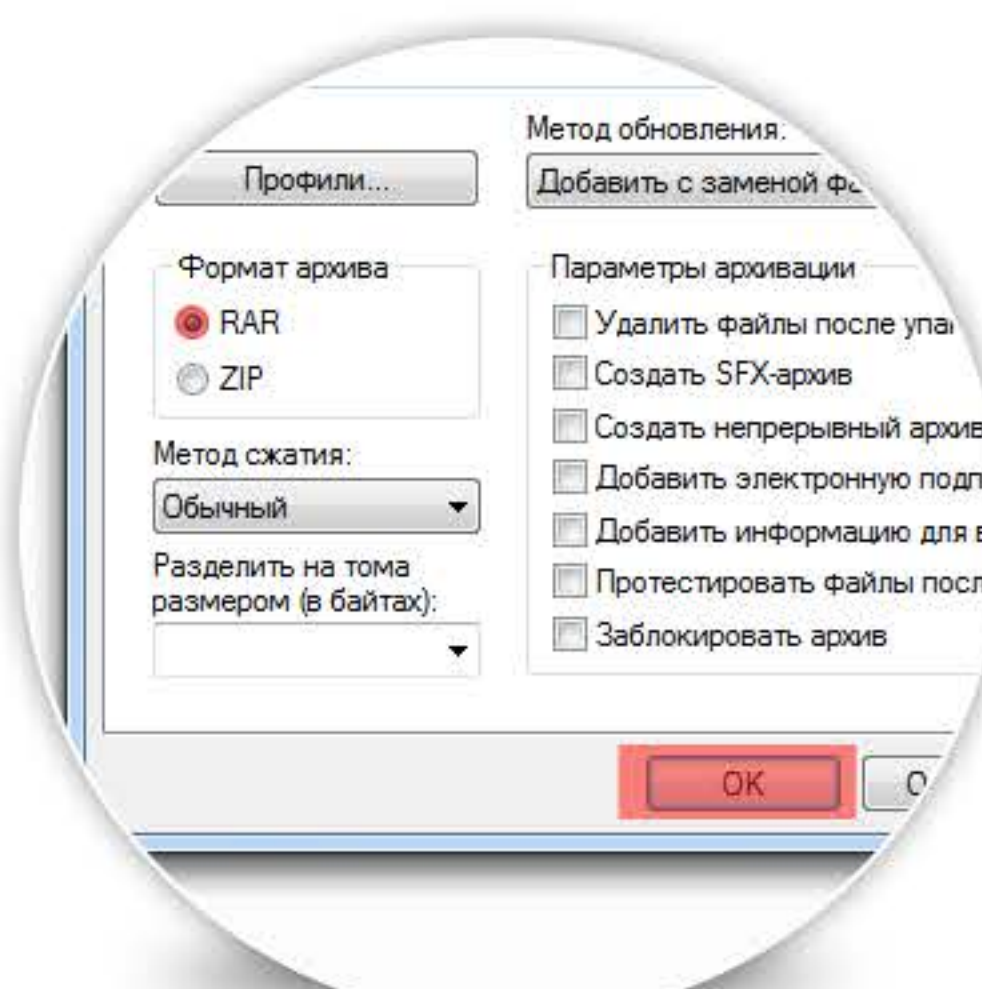 Метод обновления:
Профили...
Добавить с заменой
Формат архива
RAR
ZIP
Метод сжатия:
Обычный
Разделить на тома
размером (в байтах):
Параметры архивации
Удалить файлы после
Создать SFX-архив
Создать непрерывный архив
Добавить электронную
Добавить информацию для
Протестировать файлы
Заблокировать архив
OK